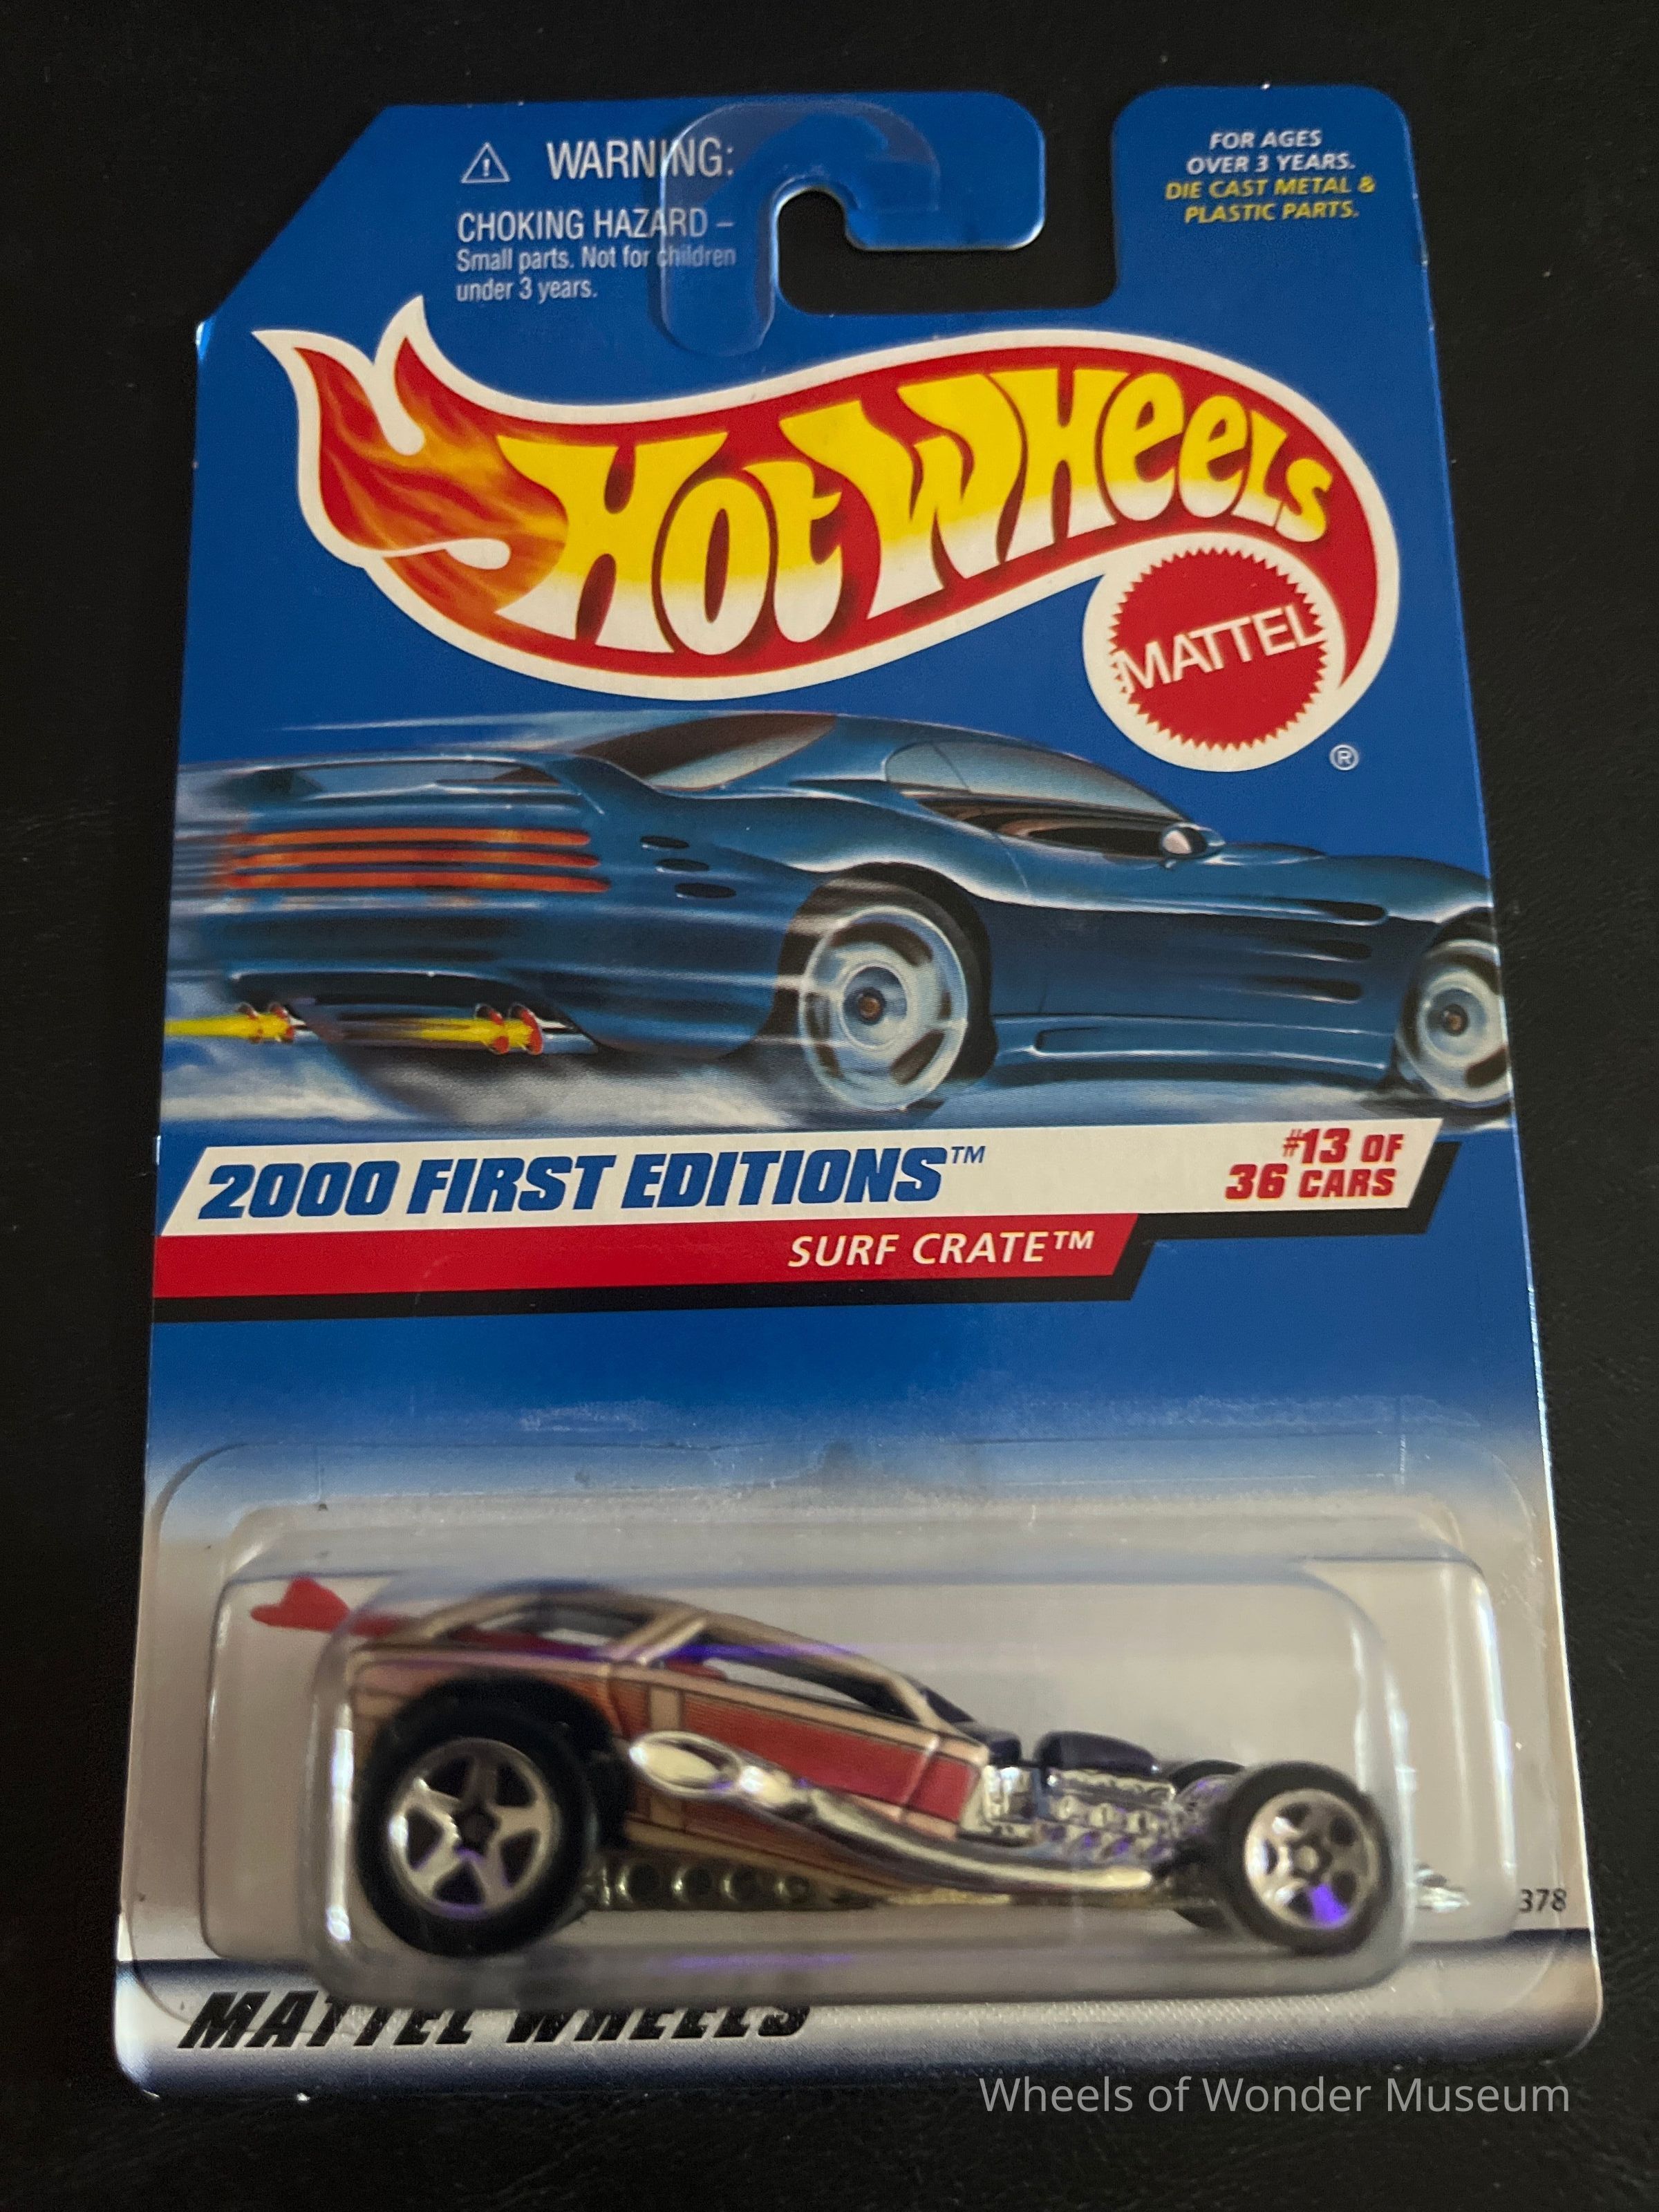 WARNING:
CHOKING HAZARD –
Small parts. Not for children
under 3 years.
FOR AGES
OVER 3 YEARS.
DIE CAST METAL &
PLASTIC PARTS.
HOT WHEELS
MATTEL
®
2000 FIRST EDITIONS™
#13 OF
36 CARS
SURF CRATE™
378
MATTEL WHEELS
Wheels of Wonder Museum